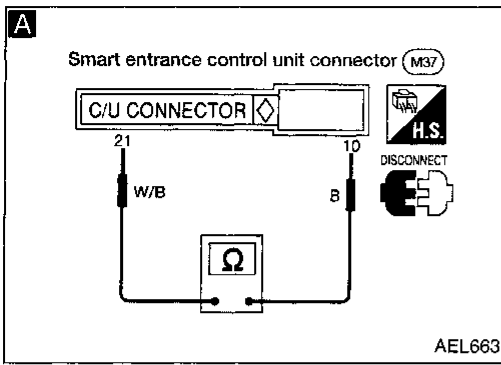 A
Smart entrance control unit connector M37
C/U CONNECTOR
H.S.
21
10
DISCONNECT
W/B
B
Ω
AEL663